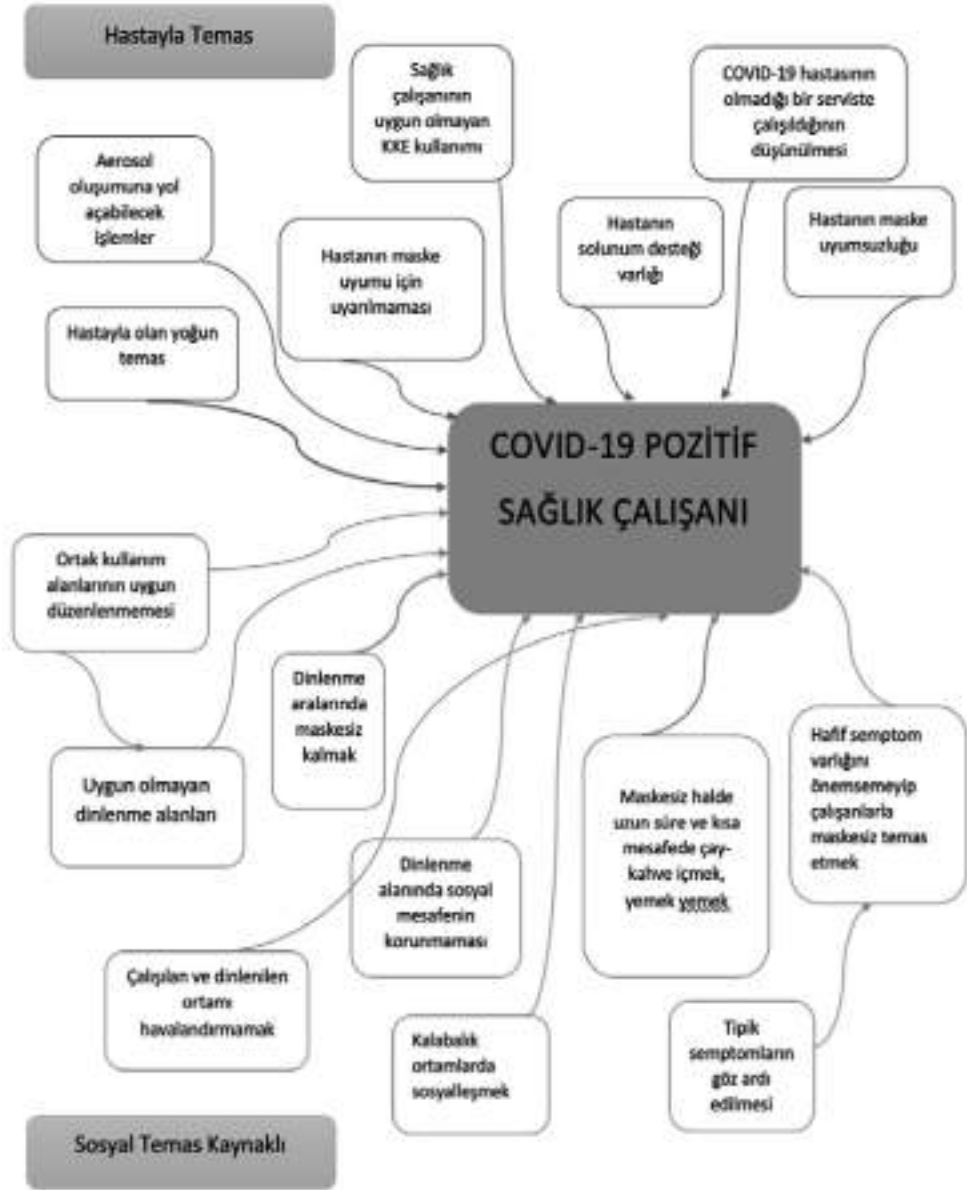 Hastayla Temas
Sağlık
çalışanının
uygun olmayan
KKE kullanımı
COVID-19 hastasının
olmadığı bir serviste
çalışıldığının
düşünülmesi
Aerosol
oluşumuna yol
açabilecek
işlemler
Hastanın maske
uyumu için
uyarılmaması
Hastanın
solunum desteği
varlığı
Hastanın maske
uyumsuzluğu
Hastayla olan yoğun
temas
COVID-19 POZİTİF
SAĞLIK ÇALIŞANI
Ortak kullanım
alanlarının uygun
düzenlenmemesi
Uygun olmayan
dinlenme alanları
Dinlenme
aralarında
maskesiz
kalmak
Dinlenme
alanında sosyal
mesafenin
korunmaması
Maskesiz halde
uzun süre ve kısa
mesafede çay-
kahve içmek,
yemek yemek
Hafif semptom
varlığını
önemsemeyip
çalışanlarla
maskesiz temas
etmek
Çalışılan ve dinlenilen
ortamı
havalandırmamak
Kalabalık
ortamlarda
sosyalleşmek
Tipik
semptomların
göz ardı
edilmesi
Sosyal Temas Kaynaklı